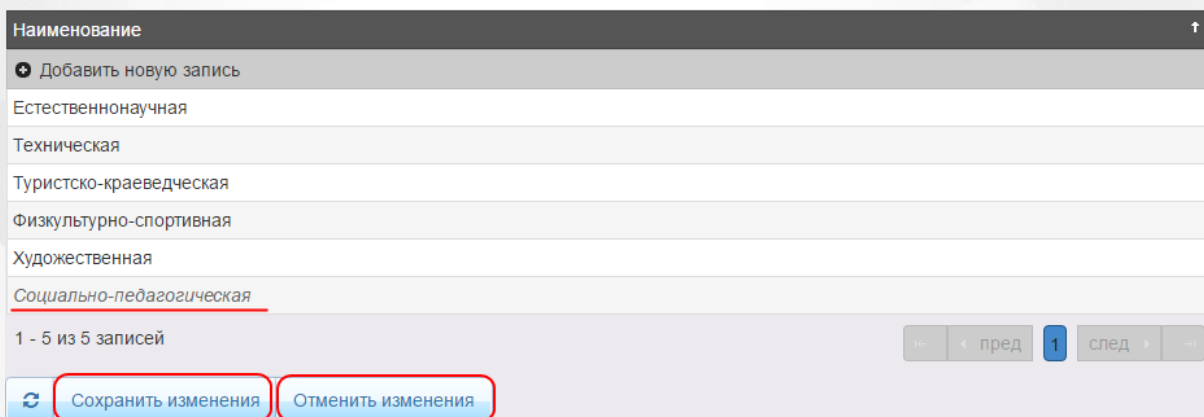 Наименование
Добавить новую запись
Естественнонаучная
Техническая
Туристско-краеведческая
Физкультурно-спортивная
Художественная
Социально-педагогическая
1 - 5 из 5 записей
пред 1 след
Сохранить изменения Отменить изменения